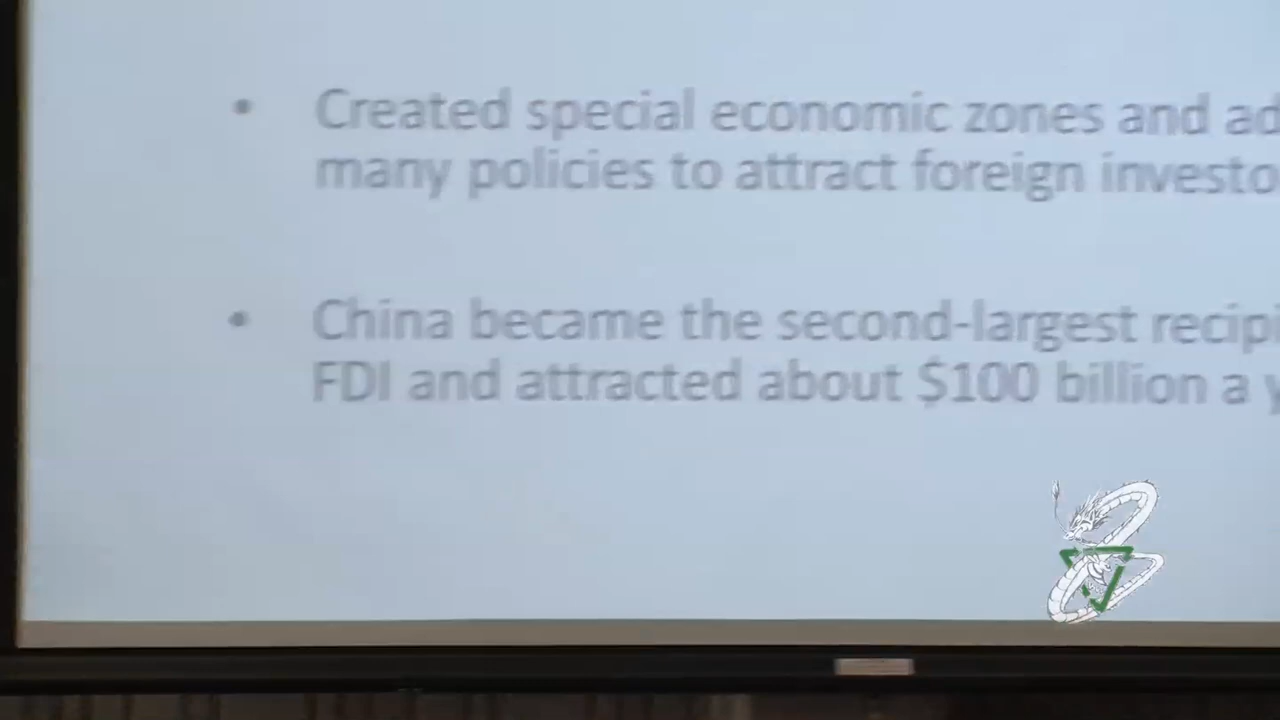 • Created special economic zones and ad
many policies to attract foreign investo
• China became the second-largest recipi
FDI and attracted about $100 billion a y